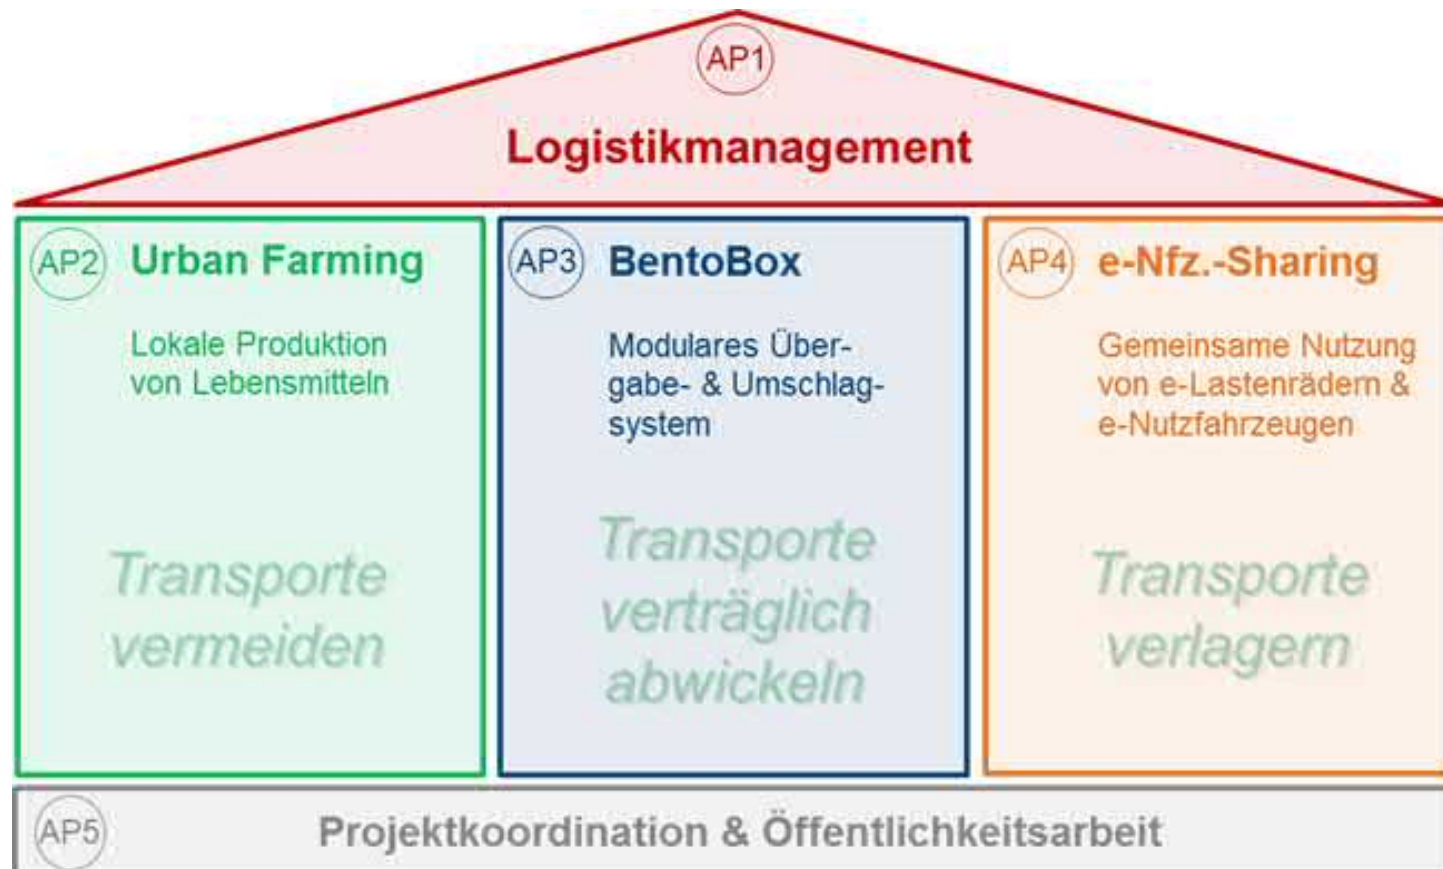 AP1
Logistikmanagement
AP2 Urban Farming
Lokale Produktion
von Lebensmitteln
Transporte
vermeiden
AP3 BentoBox
Modulares Über-
gabe- & Umschlag-
system
Transporte
verträglich
abwickeln
AP4 e-Nfz.-Sharing
Gemeinsame Nutzung
von e-Lastenrädern &
e-Nutzfahrzeugen
Transporte
verlagern
AP5 Projektkoordination & Öffentlichkeitsarbeit